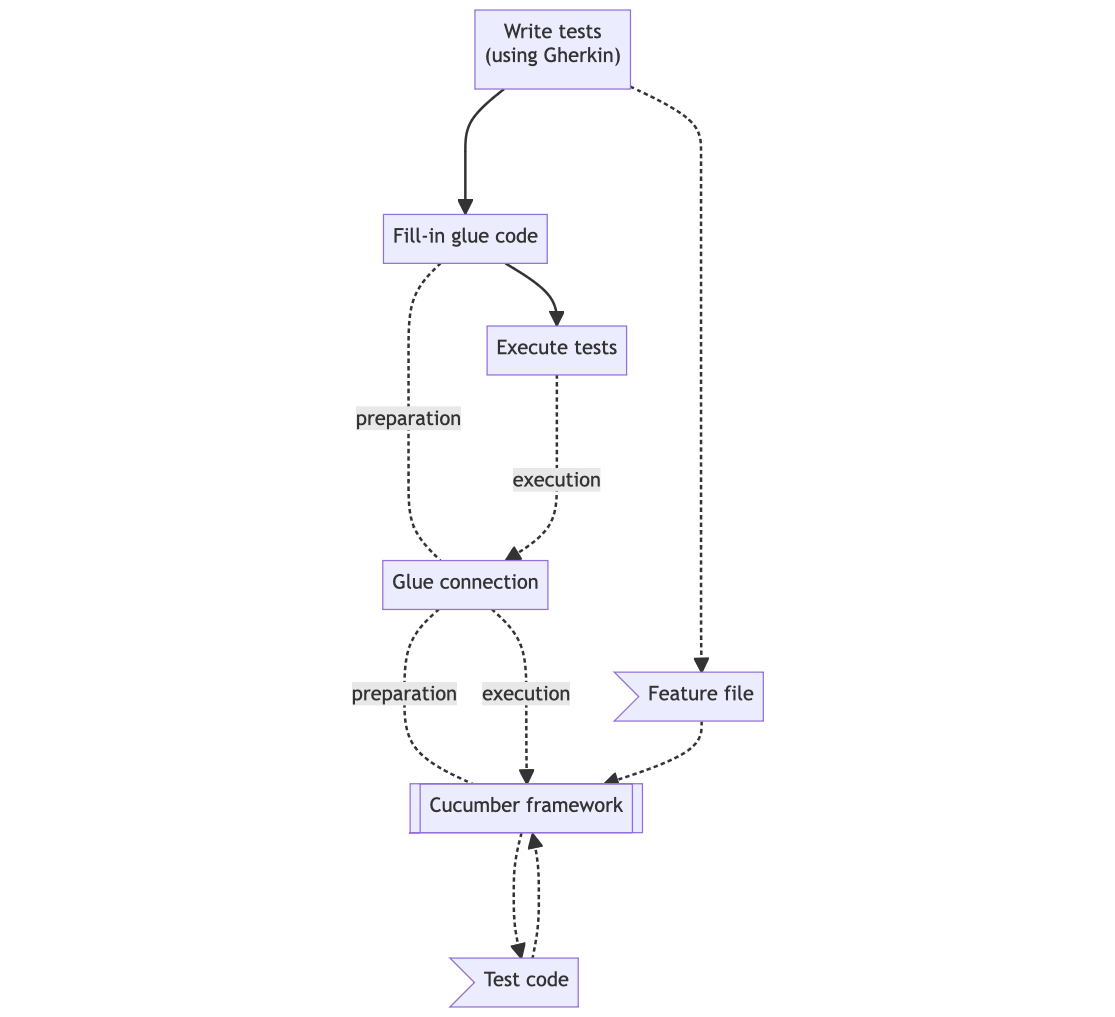 Write tests
(using Gherkin)
Fill-in glue code
Execute tests
preparation
execution
Glue connection
preparation
execution
Feature file
Cucumber framework
Test code